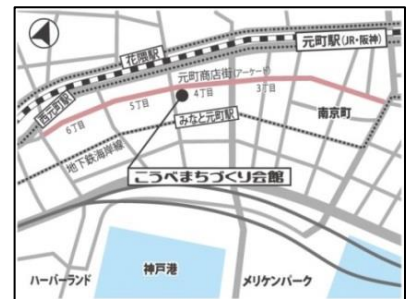 元町駅(JR・阪神)
花隈駅
元町商店街(アーケード)
西元町駅
6丁目
5丁目
4丁目
3丁目
みなと元町駅
南京町
地下鉄海岸線
こうべまちづくり会館
神戸港
ハーバーランド
メリケンパーク